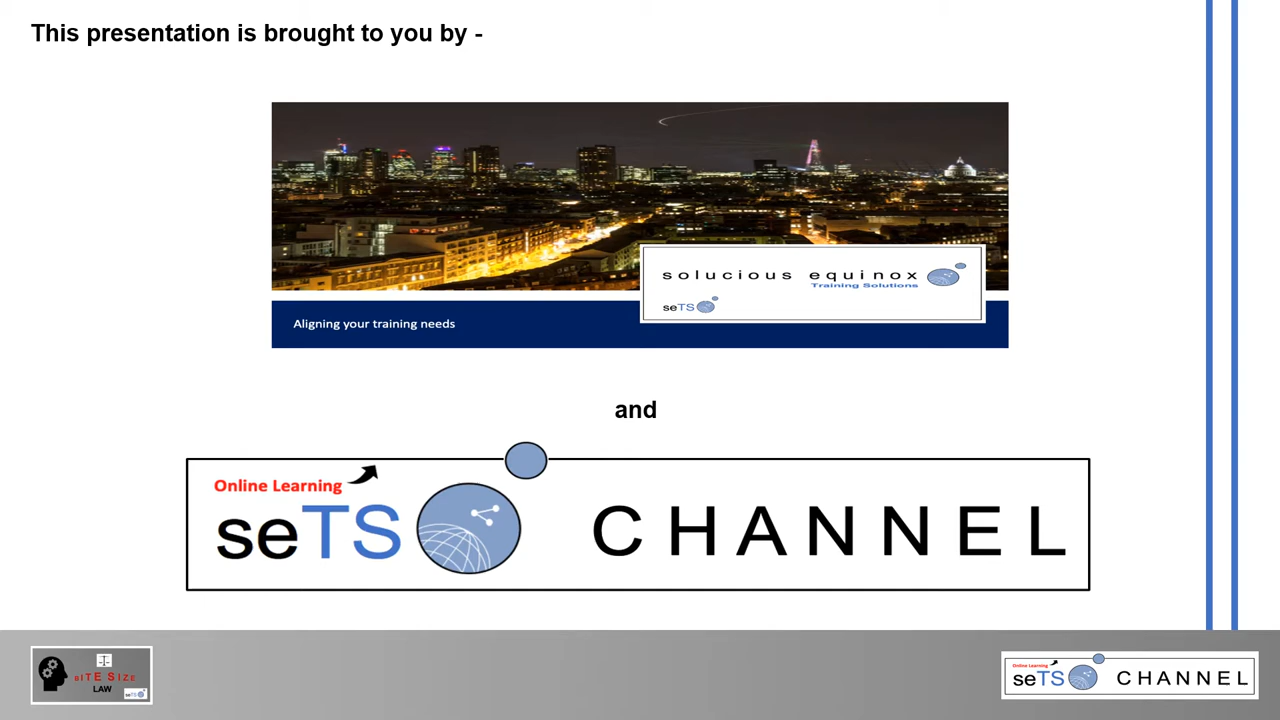 This presentation is brought to you by -
solucious equinox
Training Solutions
seTS
Aligning your training needs
and
Online Learning
seTS CHANNEL
BITE SIZE
LAW
seTS
Online Learning
seTS CHANNEL